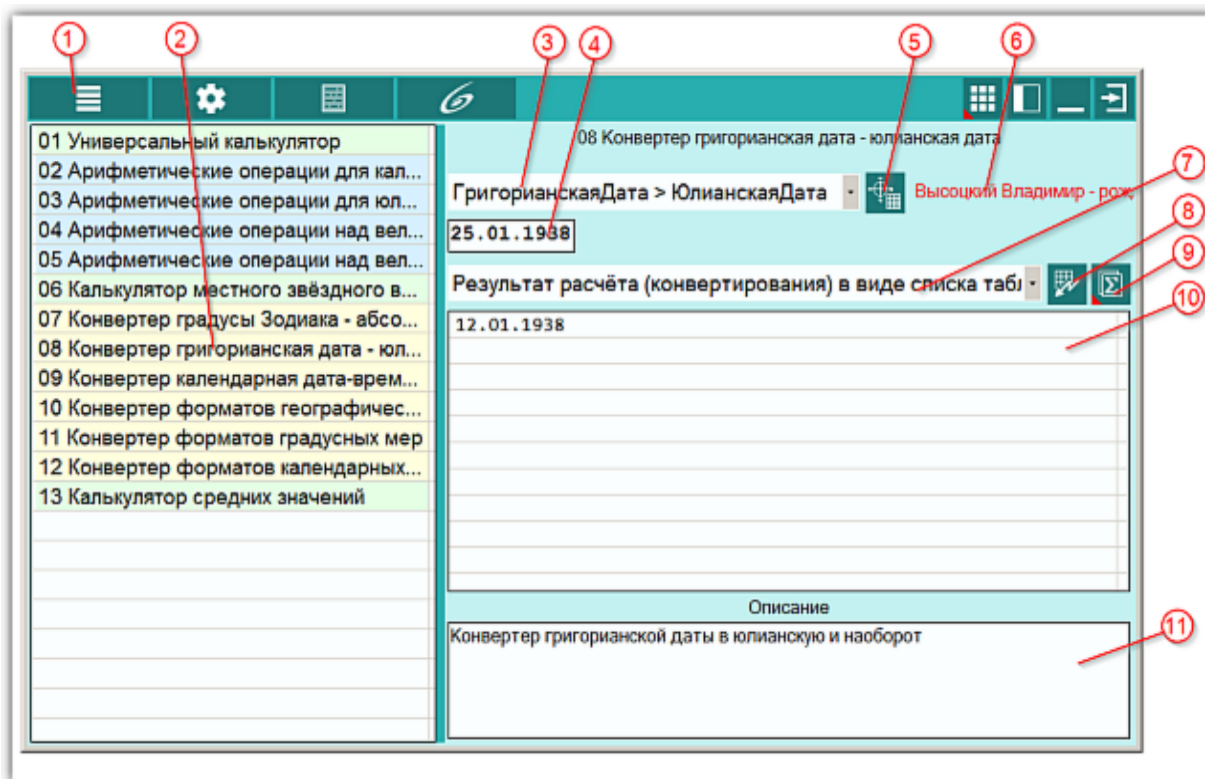 1 2 3 4 5 6
01 Универсальный калькулятор
02 Арифметические операции для кал...
03 Арифметические операции для юл...
04 Арифметические операции над вел...
05 Арифметические операции над вел...
06 Калькулятор местного звёздного в...
07 Конвертер градусы Зодиака - абсо...
08 Конвертер григорианская дата - юл...
09 Конвертер календарная дата-врем...
10 Конвертер форматов географичес...
11 Конвертер форматов градусных мер
12 Конвертер форматов календарных...
13 Калькулятор средних значений
08 Конвертер григорианская дата - юлианская дата
7
ГригорианскаяДата > ЮлианскаяДата
Высоцкий Владимир - рож
8
25.01.1938
9
Результат расчёта (конвертирования) в виде списка табл
10
12.01.1938
Описание
11
Конвертер григорианской даты в юлианскую и наоборот